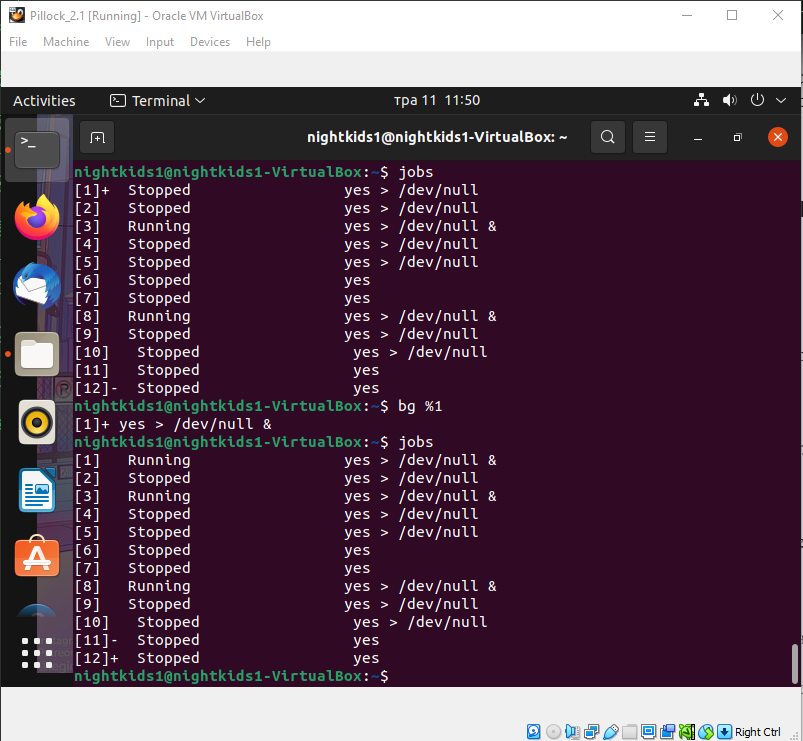 Pillock_2.1 [Running] - Oracle VM VirtualBox
File Machine View Input Devices Help
Activities Terminal тра 11 11:50
nightkids1@nightkids1-VirtualBox: ~
nightkids1@nightkids1-VirtualBox:~$ jobs
[1]+  Stopped                 yes > /dev/null
[2]   Stopped                 yes > /dev/null
[3]   Running                 yes > /dev/null &
[4]   Stopped                 yes > /dev/null
[5]   Stopped                 yes > /dev/null
[6]   Stopped                 yes
[7]   Stopped                 yes
[8]   Running                 yes > /dev/null &
[9]   Stopped                 yes > /dev/null
[10]   Stopped                 yes > /dev/null
[11]   Stopped                 yes
[12]-  Stopped                 yes
nightkids1@nightkids1-VirtualBox:~$ bg %1
[1]+ yes > /dev/null &
nightkids1@nightkids1-VirtualBox:~$ jobs
[1]   Running                 yes > /dev/null &
[2]   Stopped                 yes > /dev/null
[3]   Running                 yes > /dev/null &
[4]   Stopped                 yes > /dev/null
[5]   Stopped                 yes > /dev/null
[6]   Stopped                 yes
[7]   Stopped                 yes
[8]   Running                 yes > /dev/null &
[9]   Stopped                 yes > /dev/null
[10]   Stopped                 yes > /dev/null
[11]-  Stopped                 yes
[12]+  Stopped                 yes
nightkids1@nightkids1-VirtualBox:~$
Right Ctrl